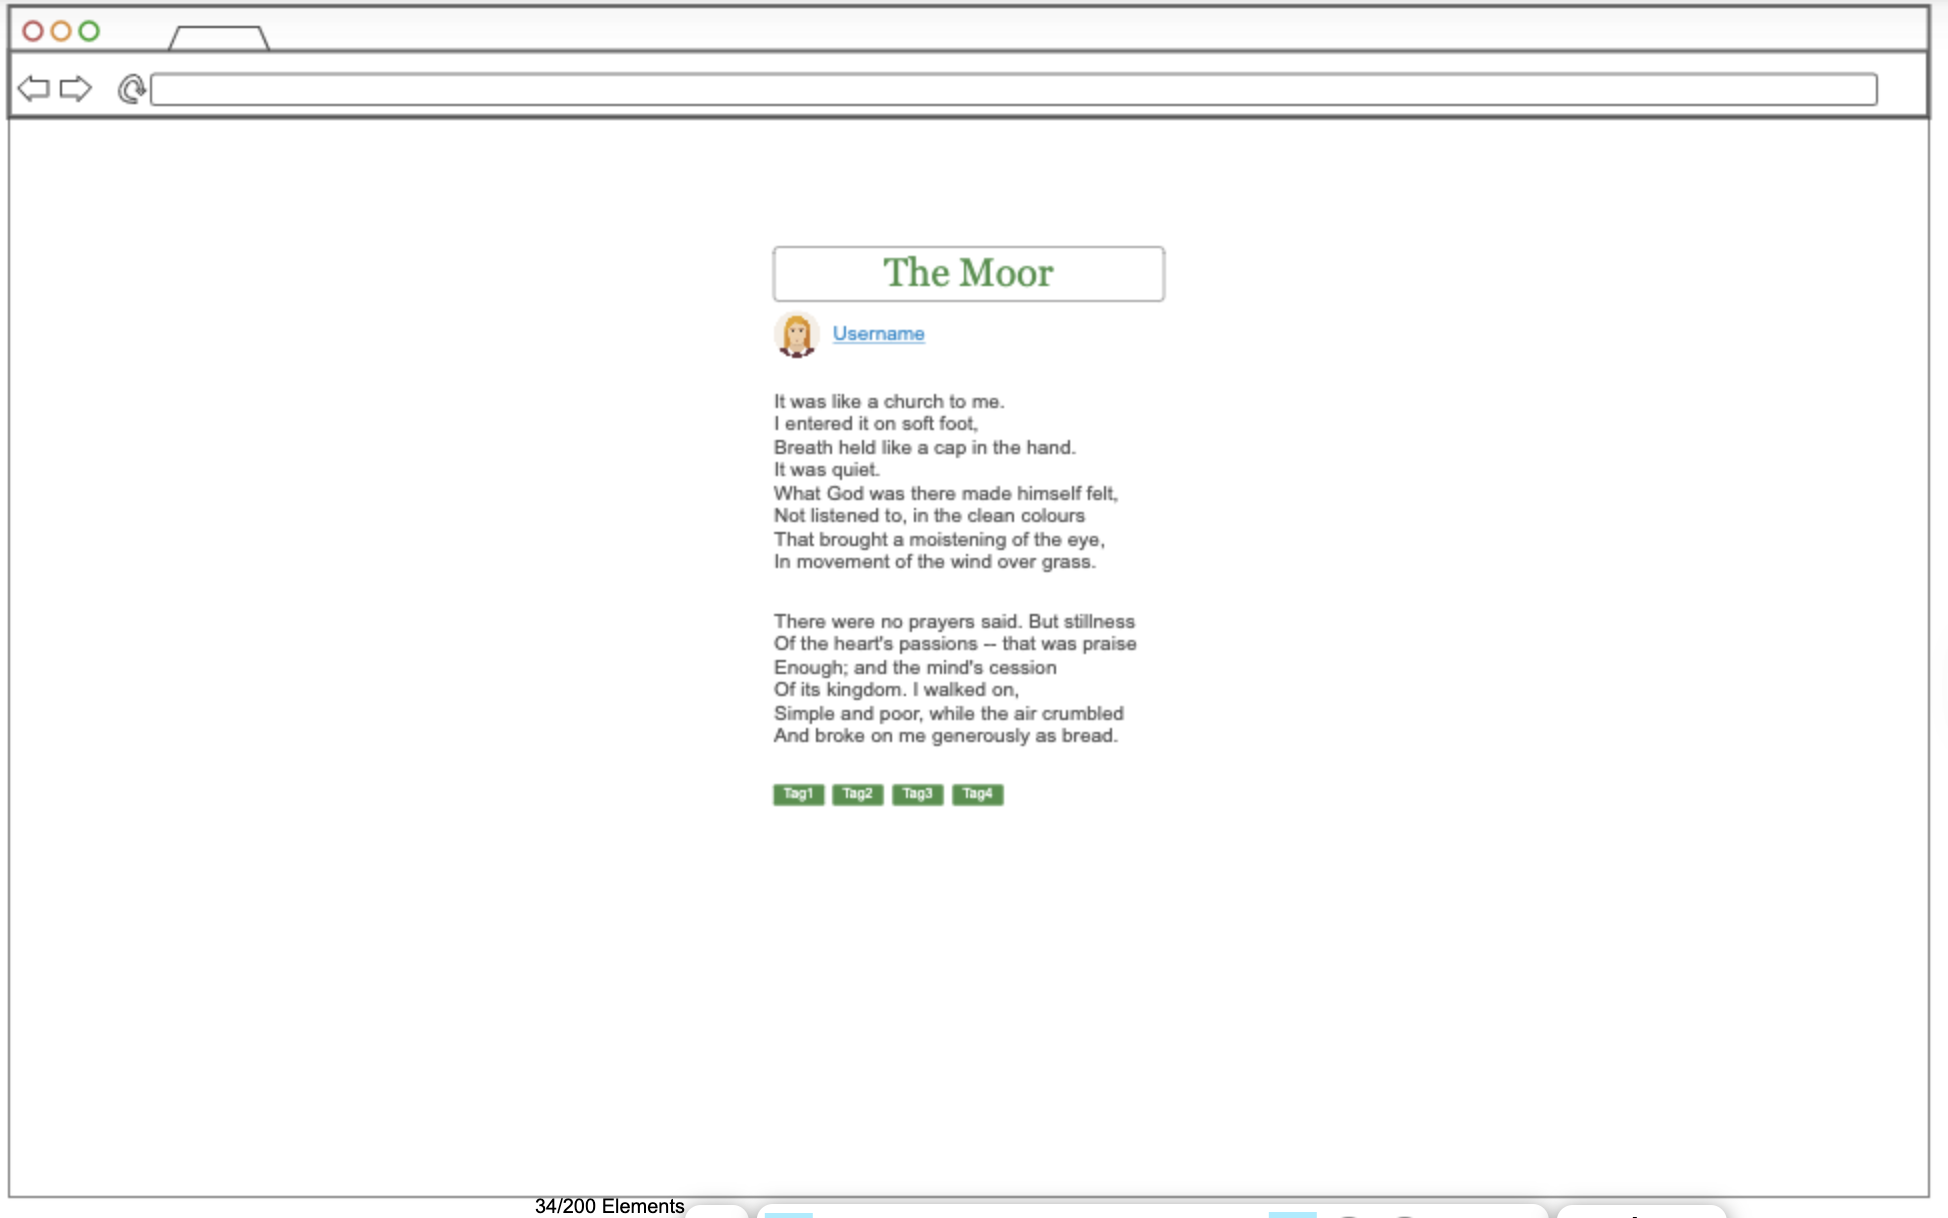 The Moor
Username
It was like a church to me.
I entered it on soft foot,
Breath held like a cap in the hand.
It was quiet.
What God was there made himself felt,
Not listened to, in the clean colours
That brought a moistening of the eye,
In movement of the wind over grass.
There were no prayers said. But stillness
Of the heart's passions -- that was praise
Enough; and the mind's cession
Of its kingdom. I walked on,
Simple and poor, while the air crumbled
And broke on me generously as bread.
Tag1 Tag2 Tag3 Tag4
34/200 Elements